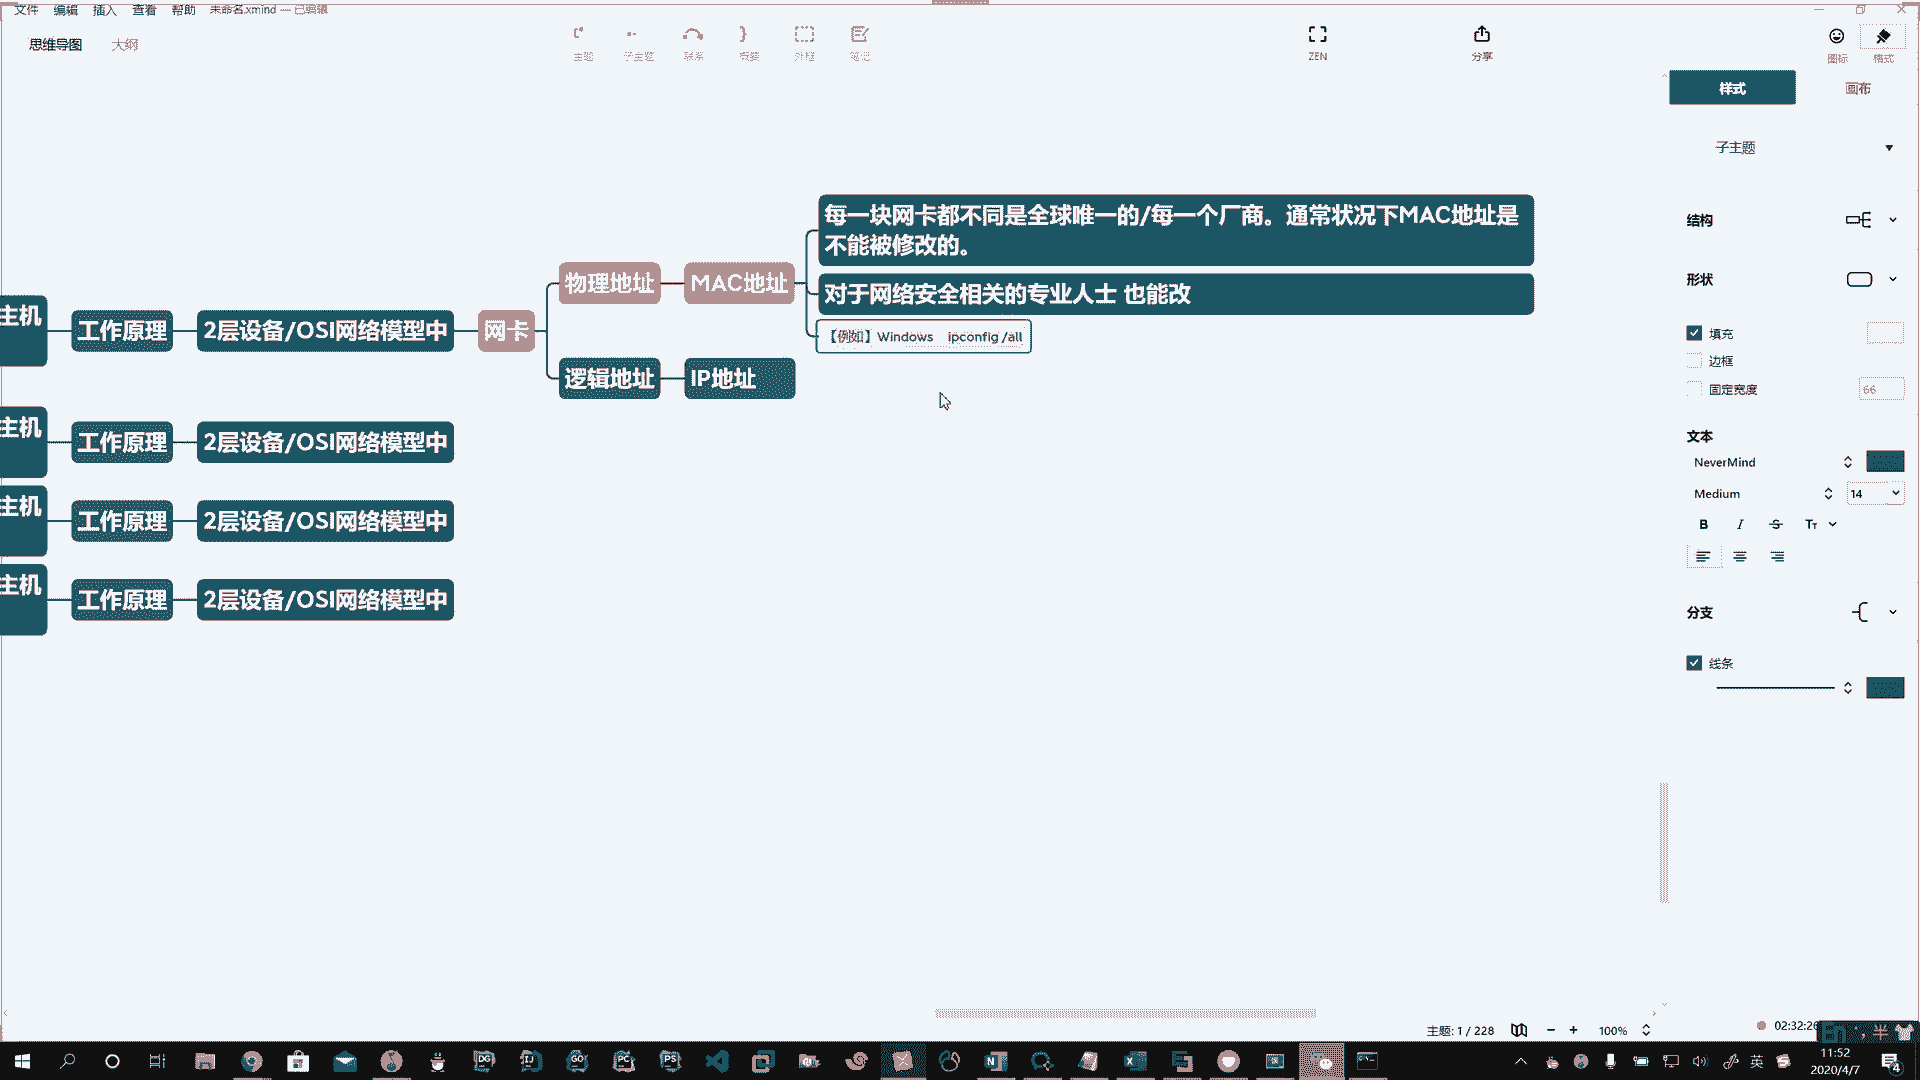 文件 编辑 插入 查看 帮助 未命名.xmind — 已编辑
思维导图 大纲
主题 子主题 联系 概要 外框 笔记 ZEN 分享 图标 格式
样式 画布
子主题
每一块网卡都不同是全球唯一的/每一个厂商。通常状况下MAC地址是
不能被修改的。
对于网络安全相关的专业人士 也能改
【例如】Windows ipconfig /all
物理地址 MAC地址
主机 工作原理 2层设备/OSI网络模型中 网卡
逻辑地址 IP地址
主机 工作原理 2层设备/OSI网络模型中
主机 工作原理 2层设备/OSI网络模型中
主机 工作原理 2层设备/OSI网络模型中
结构
形状
填充
边框
固定宽度 66
文本
NeverMind
Medium 14
B I S Tт
分支
线条
主题: 1 / 228 100% 02:32:26
En 半
DG IJ GO PC PS N 英
11:52
2020/4/7
4